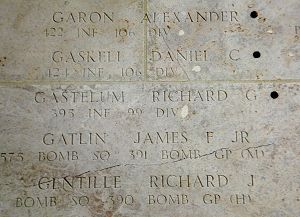 GARON ALEXANDER
422 INF 106 DIV
GASKELL DANIEL C
424 INF 106 DIV
GASTELUM RICHARD G
393 INF 99 DIV
GATLIN JAMES F JR
575 BOMB SQ 391 BOMB GP (M)
GENTILLE RICHARD J
BOMB SQ 390 BOMB GP (H)